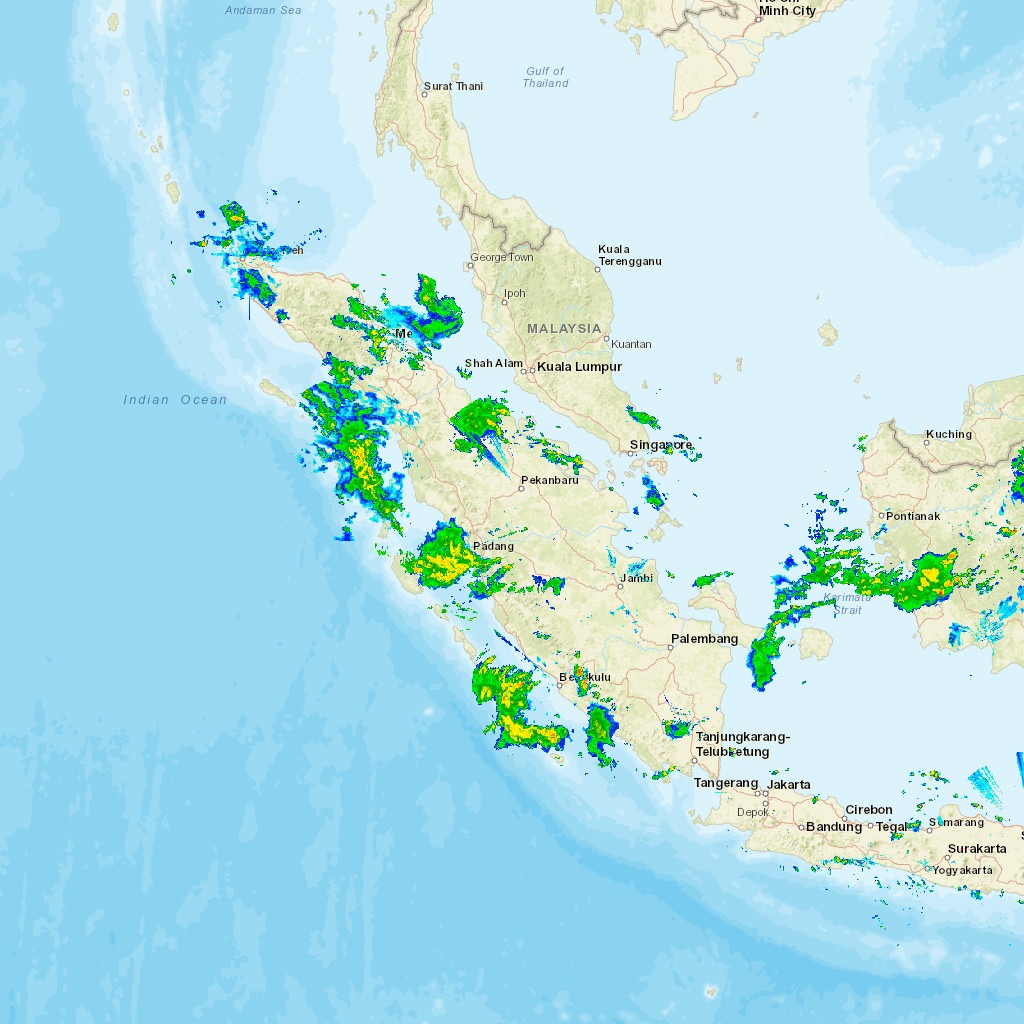 Andaman Sea
Minh City
Gulf of
Thailand
Surat Thani
Kuala
Terengganu
George Town
Ipoh
MALAYSIA
Kuantan
Shah Alam
Kuala Lumpur
Indian Ocean
Kuching
Singapore
Pekanbaru
Pontianak
Padang
Jambi
Karimata
Strait
Palembang
Tanjungkarang-
Telukbetung
Tangerang
Jakarta
Depok
Cirebon
Bandung
Tegal
Semarang
Surakarta
Yogyakarta